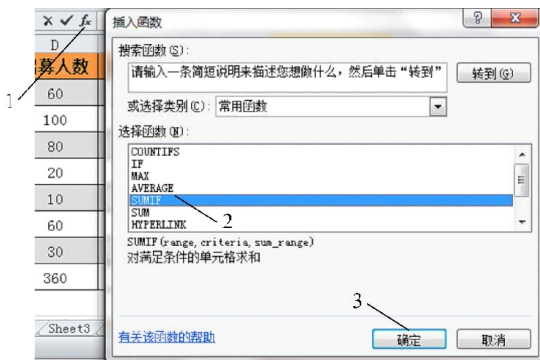 fx
插入函数
D
搜索函数(S):
募人数
请输入一条简短说明来描述您想做什么，然后单击“转到”
转到(G)
1
60
或选择类别(C):
常用函数
100
选择函数(N):
80
COUNTIFS
IF
MAX
20
AVERAGE
10
SUMIF
2
SUM
60
HYPERLINK
30
SUMIF(range,criteria,sum_range)
对满足条件的单元格求和
360
3
Sheet3
有关该函数的帮助
确定
取消